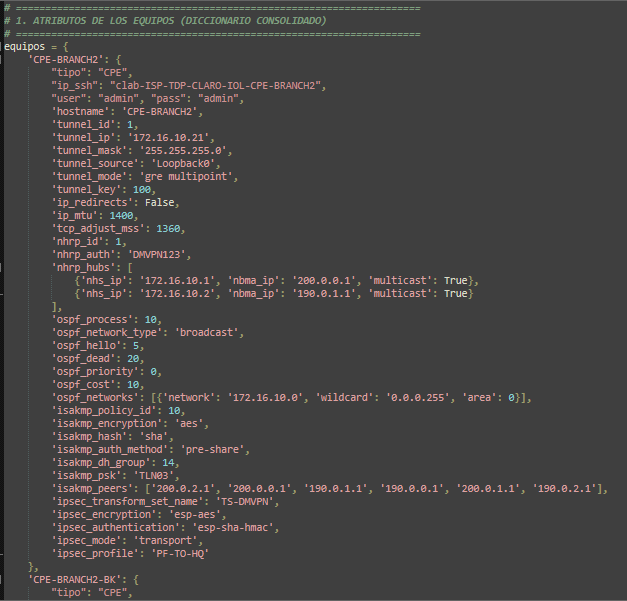 # =====================================================================
# 1. ATRIBUTOS DE LOS EQUIPOS (DICCIONARIO CONSOLIDADO)
# =====================================================================
equipos = {
    'CPE-BRANCH2': {
        "tipo": "CPE",
        "ip_ssh": "clab-ISP-TDP-CLARO-IOL-CPE-BRANCH2",
        "user": "admin", "pass": "admin",
        'hostname': 'CPE-BRANCH2',
        'tunnel_id': 1,
        'tunnel_ip': '172.16.10.21',
        'tunnel_mask': '255.255.255.0',
        'tunnel_source': 'Loopback0',
        'tunnel_mode': 'gre multipoint',
        'tunnel_key': 100,
        'ip_redirects': False,
        'ip_mtu': 1400,
        'tcp_adjust_mss': 1360,
        'nhrp_id': 1,
        'nhrp_auth': 'DMVPN123',
        'nhrp_hubs': [
            {'nhs_ip': '172.16.10.1', 'nbma_ip': '200.0.0.1', 'multicast': True},
            {'nhs_ip': '172.16.10.2', 'nbma_ip': '190.0.1.1', 'multicast': True}
        ],
        'ospf_process': 10,
        'ospf_network_type': 'broadcast',
        'ospf_hello': 5,
        'ospf_dead': 20,
        'ospf_priority': 0,
        'ospf_cost': 10,
        'ospf_networks': [{'network': '172.16.10.0', 'wildcard': '0.0.0.255', 'area': 0}],
        'isakmp_policy_id': 10,
        'isakmp_encryption': 'aes',
        'isakmp_hash': 'sha',
        'isakmp_auth_method': 'pre-share',
        'isakmp_dh_group': 14,
        'isakmp_psk': 'TLN03',
        'isakmp_peers': ['200.0.2.1', '200.0.0.1', '190.0.1.1', '190.0.0.1', '200.0.1.1', '190.0.2.1'],
        'ipsec_transform_set_name': 'TS-DMVPN',
        'ipsec_encryption': 'esp-aes',
        'ipsec_authentication': 'esp-sha-hmac',
        'ipsec_mode': 'transport',
        'ipsec_profile': 'PF-TO-HQ'
    },
    'CPE-BRANCH2-BK': {
        "tipo": "CPE",